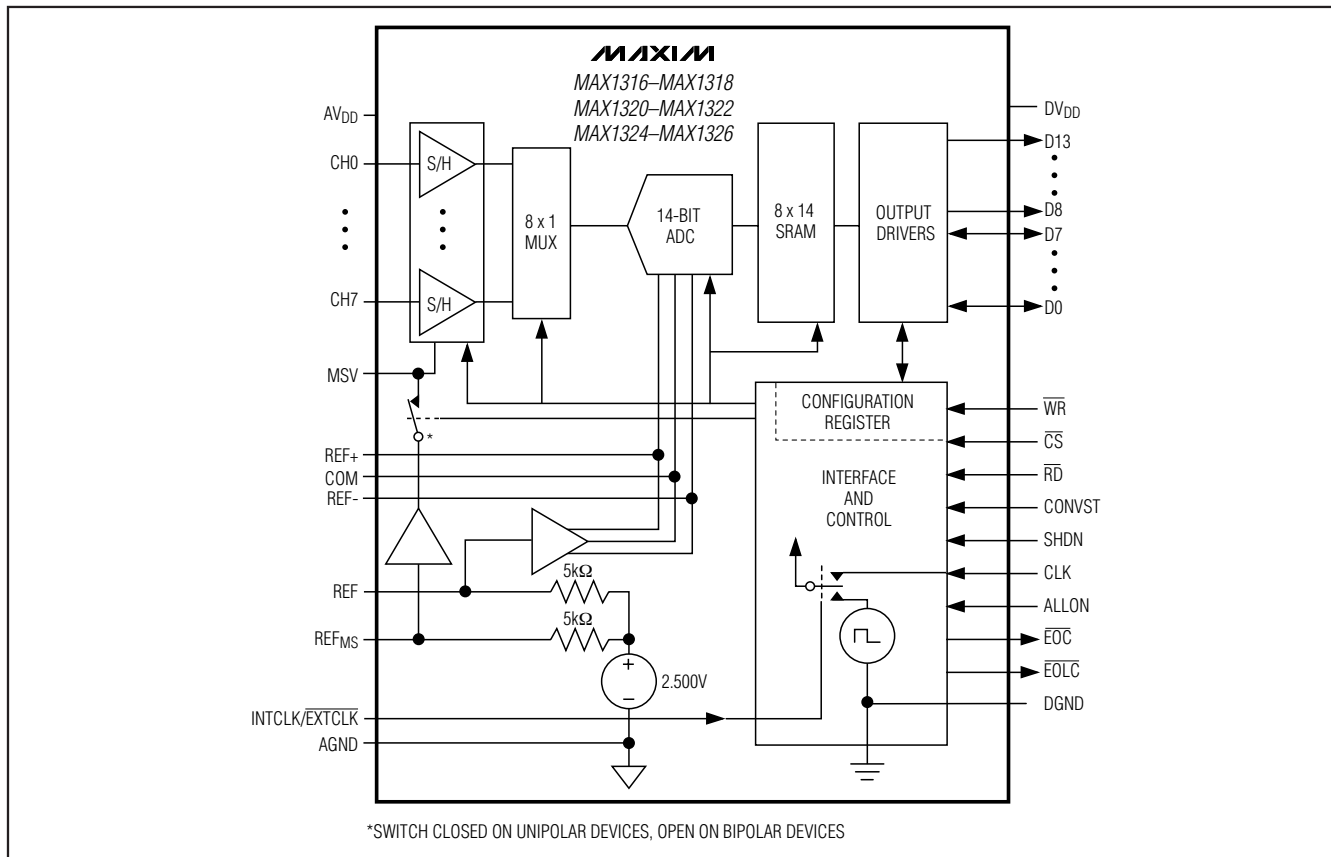 MAXIM
MAX1316–MAX1318
MAX1320–MAX1322
MAX1324–MAX1326
AVDD
CH0
CH7
MSV
REF+
COM
REF-
REF
REFMS
INTCLK/EXTCLK
AGND
S/H
S/H
8 x 1
MUX
14-BIT
ADC
8 x 14
SRAM
OUTPUT
DRIVERS
*
5kΩ
5kΩ
+
−
2.500V
CONFIGURATION
REGISTER
INTERFACE
AND
CONTROL
DVDD
D13
D8
D7
D0
WR
CS
RD
CONVST
SHDN
CLK
ALLON
EOC
EOLC
DGND
*SWITCH CLOSED ON UNIPOLAR DEVICES, OPEN ON BIPOLAR DEVICES